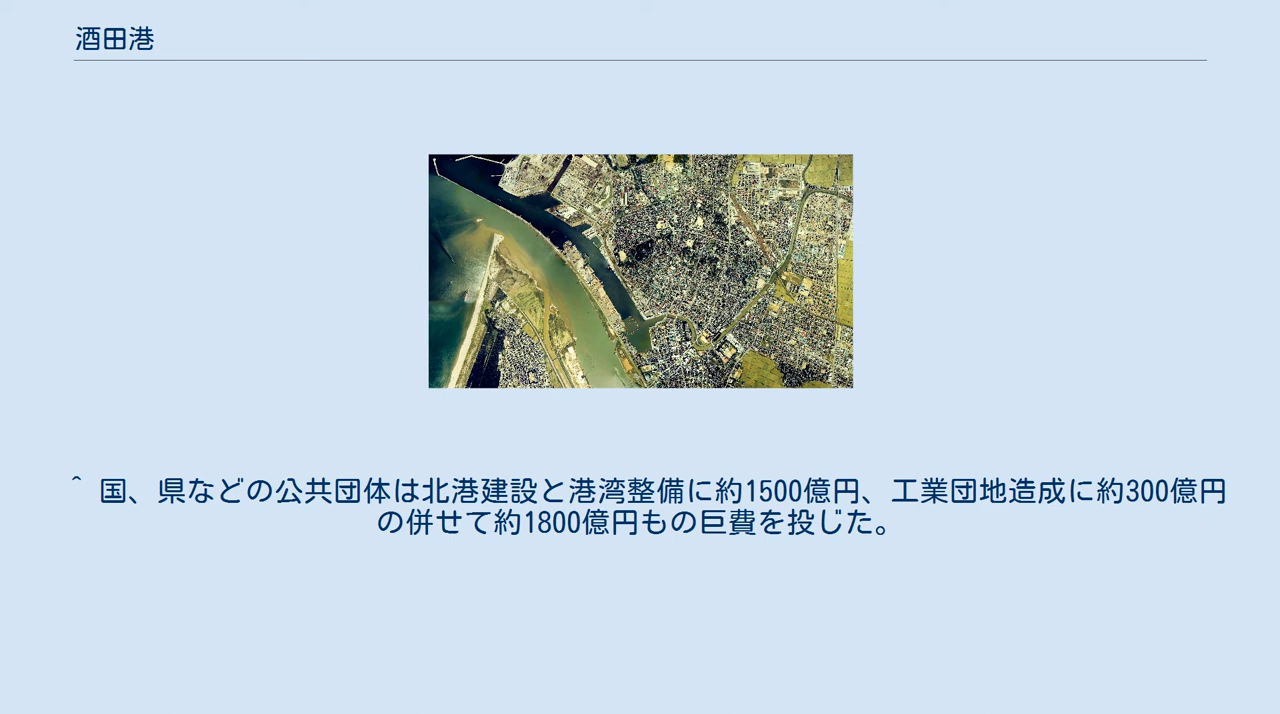 酒田港
^ 国、県などの公共団体は北港建設と港湾整備に約1500億円、工業団地造成に約300億円
の併せて約1800億円もの巨費を投じた。